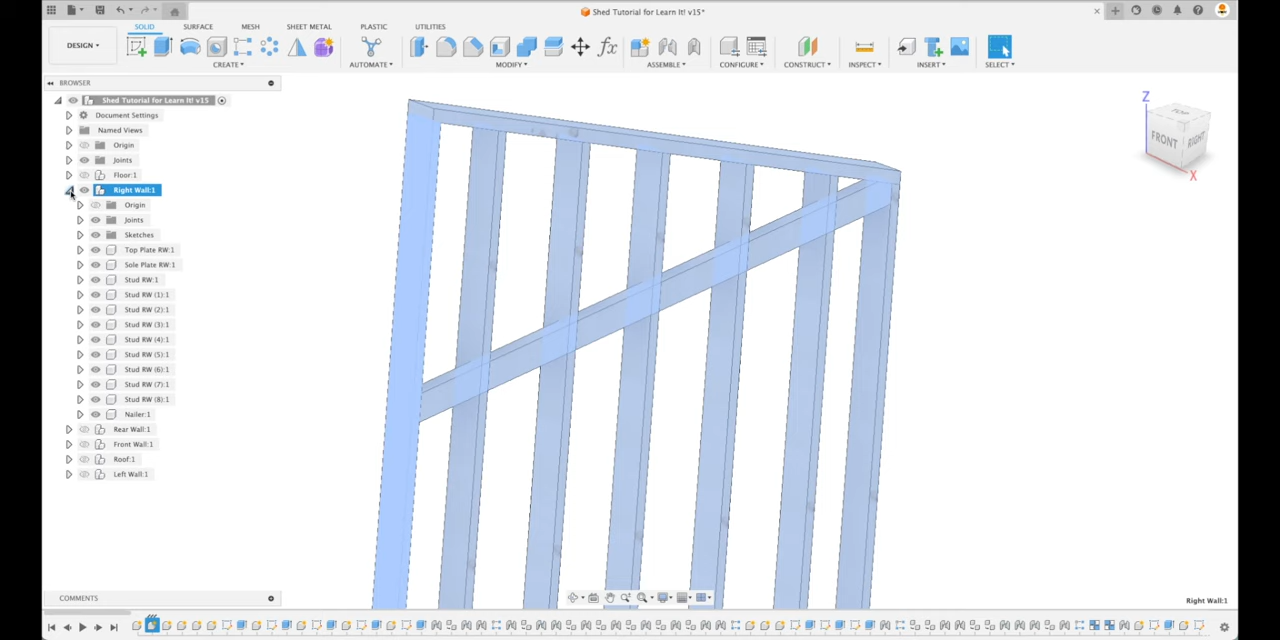 Shed Tutorial for Learn It! v15*
DESIGN
SOLID SURFACE MESH SHEET METAL PLASTIC UTILITIES
CREATE AUTOMATE MODIFY ASSEMBLE CONFIGURE CONSTRUCT INSPECT INSERT SELECT
BROWSER
Shed Tutorial for Learn It! v15
Document Settings
Named Views
Origin
Joints
Floor:1
Right Wall:1
Origin
Joints
Sketches
Top Plate RW:1
Sole Plate RW:1
Stud RW:1
Stud RW (1):1
Stud RW (2):1
Stud RW (3):1
Stud RW (4):1
Stud RW (5):1
Stud RW (6):1
Stud RW (7):1
Stud RW (8):1
Nailer:1
Rear Wall:1
Front Wall:1
Roof:1
Left Wall:1
Z
TOP
FRONT RIGHT
X
COMMENTS
Right Wall:1